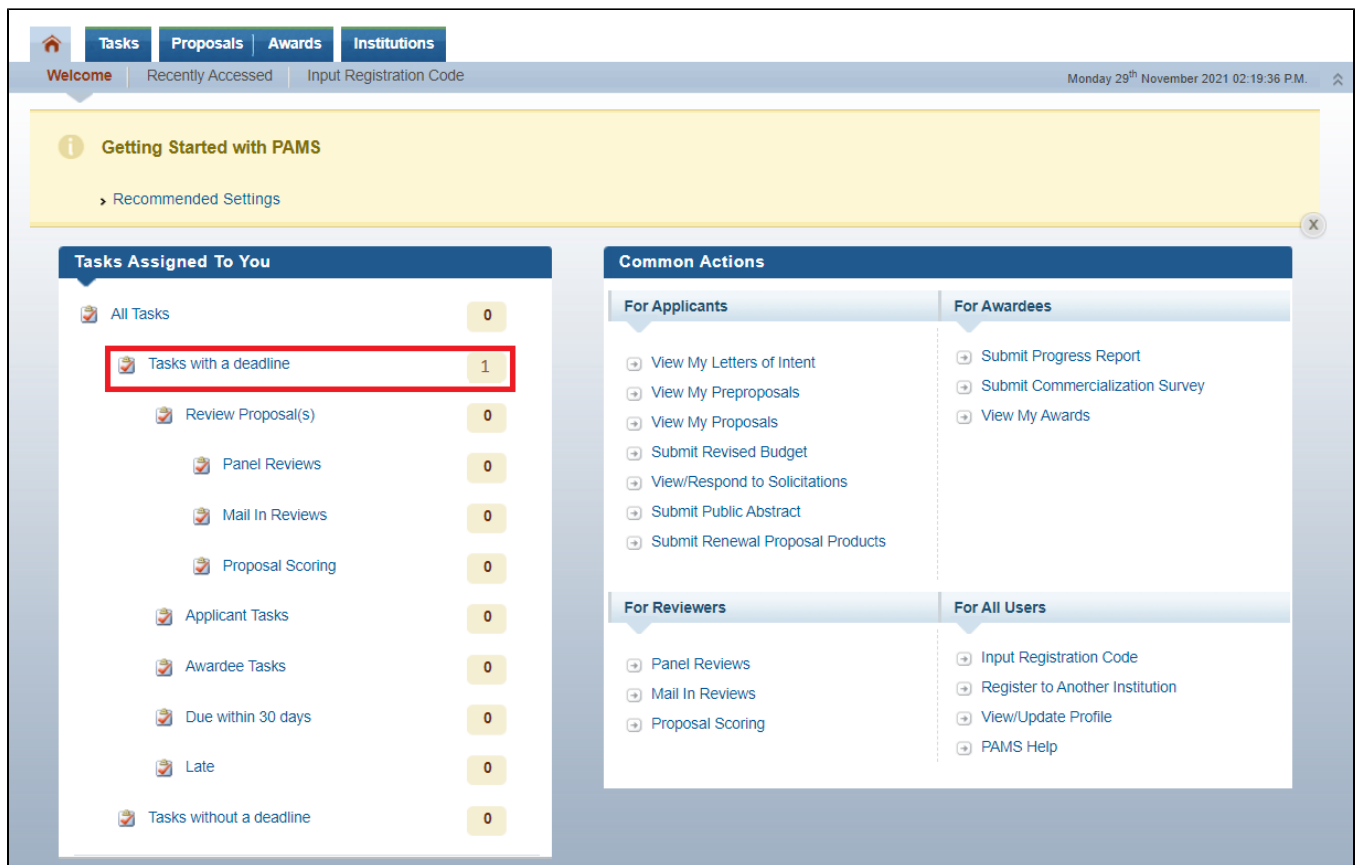 Tasks Proposals Awards Institutions
Welcome Recently Accessed Input Registration Code Monday 29th November 2021 02:19:36 P.M.
Getting Started with PAMS
Recommended Settings
X
Tasks Assigned To You
All Tasks 0
Tasks with a deadline 1
Review Proposal(s) 0
Panel Reviews 0
Mail In Reviews 0
Proposal Scoring 0
Applicant Tasks 0
Awardee Tasks 0
Due within 30 days 0
Late 0
Tasks without a deadline 0
Common Actions
For Applicants
View My Letters of Intent
View My Preproposals
View My Proposals
Submit Revised Budget
View/Respond to Solicitations
Submit Public Abstract
Submit Renewal Proposal Products
For Awardees
Submit Progress Report
Submit Commercialization Survey
View My Awards
For Reviewers
Panel Reviews
Mail In Reviews
Proposal Scoring
For All Users
Input Registration Code
Register to Another Institution
View/Update Profile
PAMS Help